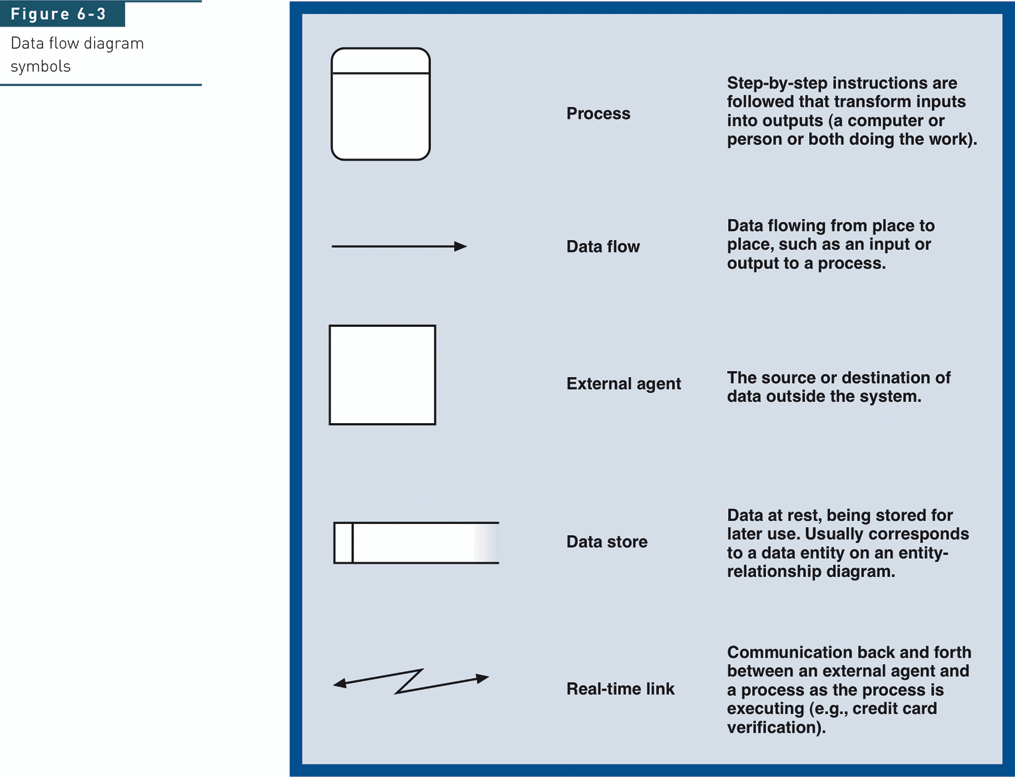 Figure 6-3
Data flow diagram
symbols
Process
Step-by-step instructions are
followed that transform inputs
into outputs (a computer or
person or both doing the work).
Data flow
Data flowing from place to
place, such as an input or
output to a process.
External agent
The source or destination of
data outside the system.
Data store
Data at rest, being stored for
later use. Usually corresponds
to a data entity on an entity-
relationship diagram.
Real-time link
Communication back and forth
between an external agent and
a process as the process is
executing (e.g., credit card
verification).